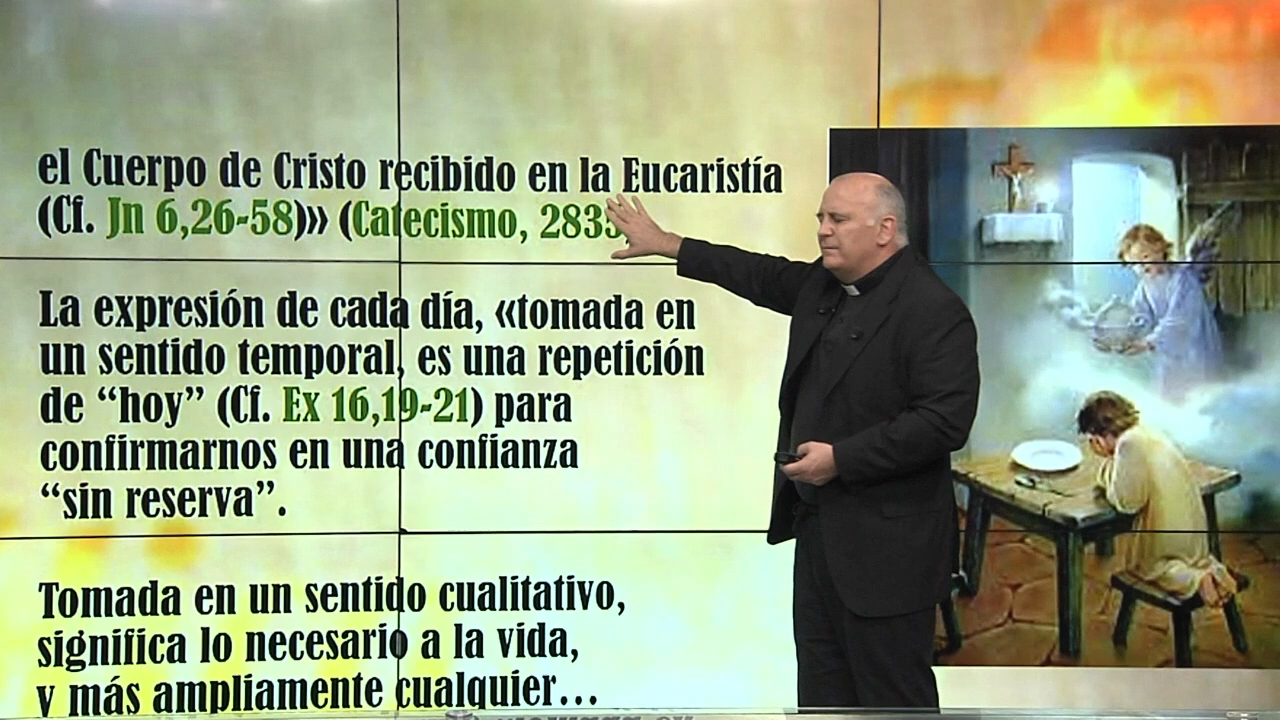 el Cuerpo de Cristo recibido en la Eucaristía
(Cf. Jn 6,26-58)» (Catecismo, 2835
La expresión de cada día, «tomada en
un sentido temporal, es una repetición
de “hoy” (Cf. Ex 16,19-21) para
confirmarnos en una confianza
“sin reserva”.
Tomada en un sentido cualitativo,
significa lo necesario a la vida,
y más ampliamente cualquier...